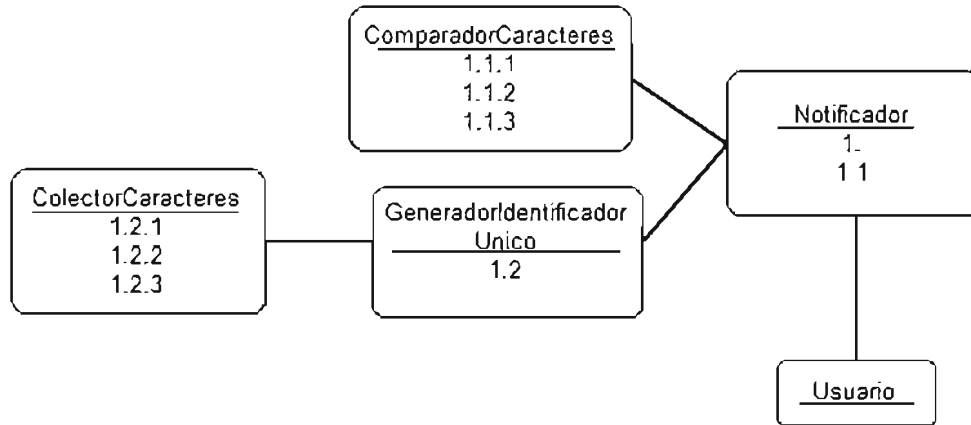 ComparadorCaracteres
1.1.1
1.1.2
1.1.3
Notificador
1.
1.1
ColectorCaracteres
1.2.1
1.2.2
1.2.3
GeneradorIdentificador
Unico
1.2
Usuario